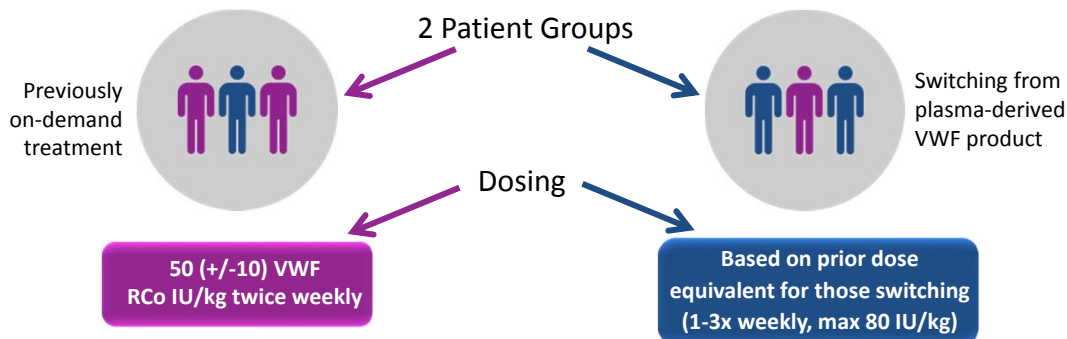 2 Patient Groups
Previously
on-demand
treatment
Switching from
plasma-derived
VWF product
Dosing
50 (+/-10) VWF
RCo IU/kg twice weekly
Based on prior dose
equivalent for those switching
(1-3x weekly, max 80 IU/kg)